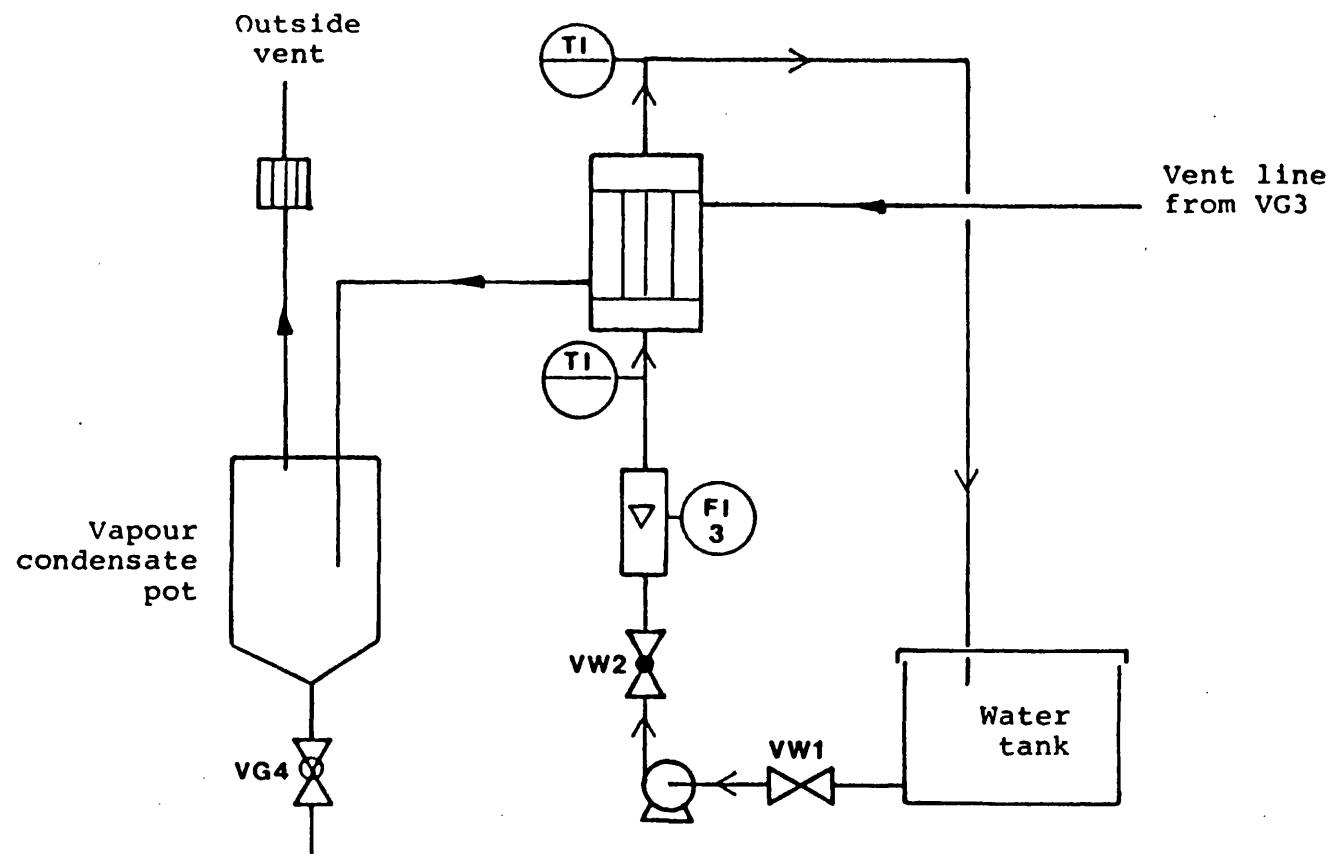 Outside
vent
TI
Vent line
from VG3
TI
FI
3
Vapour
condensate
pot
VW2
Water
tank
VW1
VG4